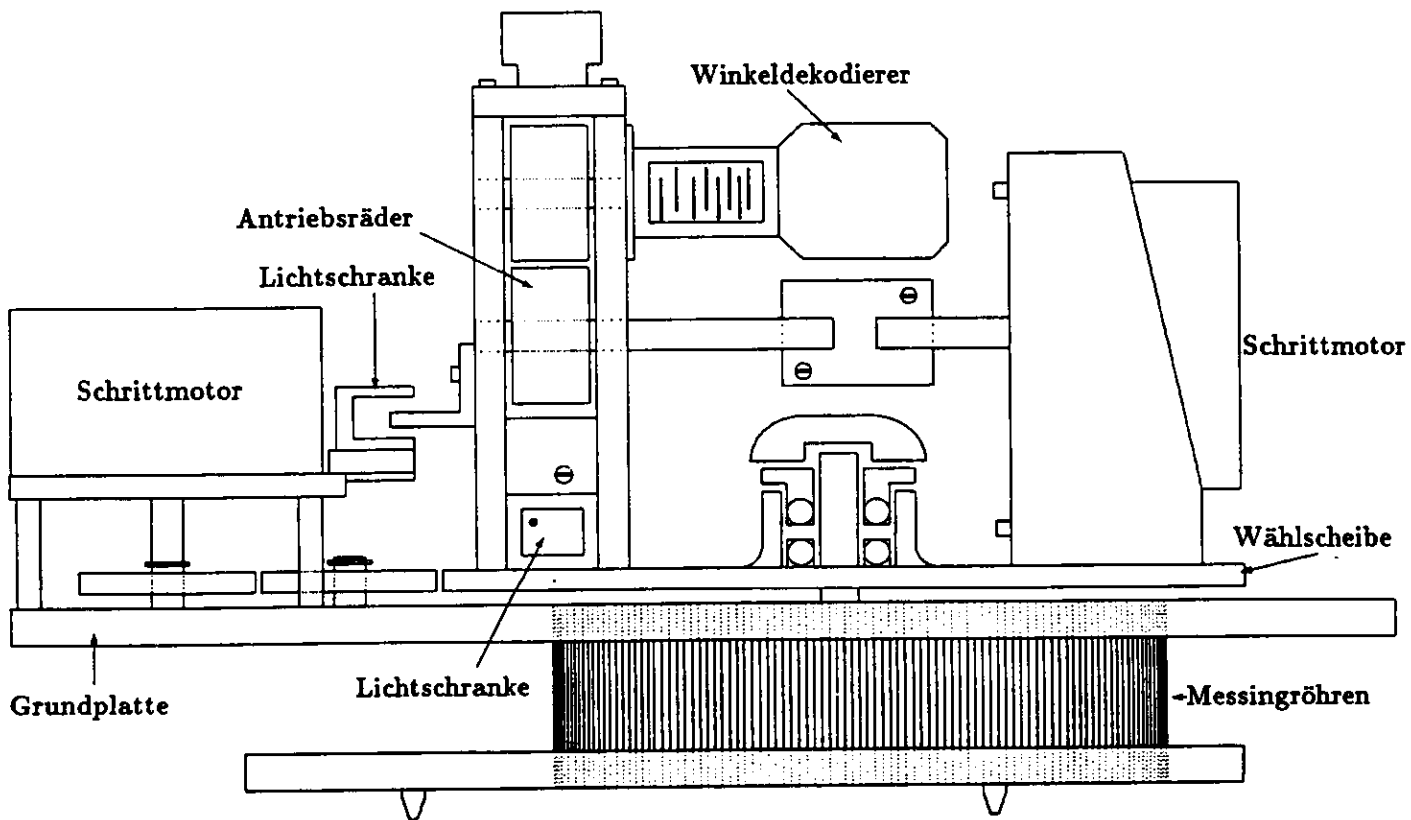 Winkeldekodierer
Antriebsräder
Lichtschranke
Schrittmotor
Schrittmotor
Wählscheibe
Lichtschranke
Grundplatte
Messingröhren